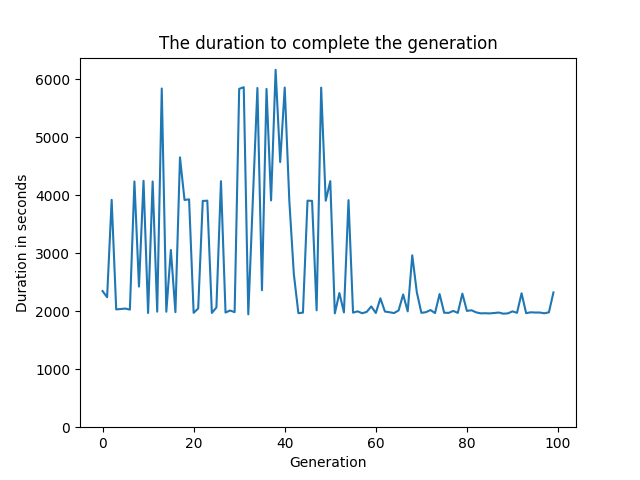 The duration to complete the generation
6000
5000
4000
3000
2000
1000
0
Duration in seconds
0 20 40 60 80 100
Generation